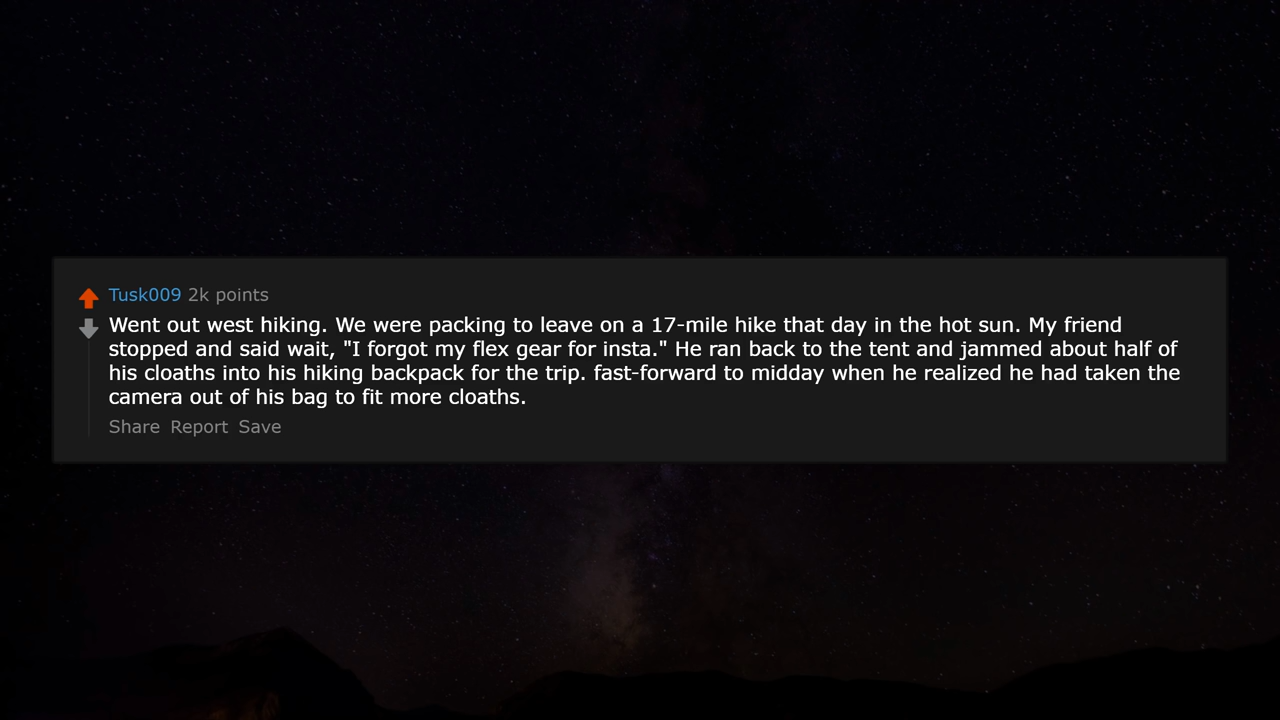 Tusk009 2k points
Went out west hiking. We were packing to leave on a 17-mile hike that day in the hot sun. My friend
stopped and said wait, "I forgot my flex gear for insta." He ran back to the tent and jammed about half of
his cloaths into his hiking backpack for the trip. fast-forward to midday when he realized he had taken the
camera out of his bag to fit more cloaths.
Share Report Save